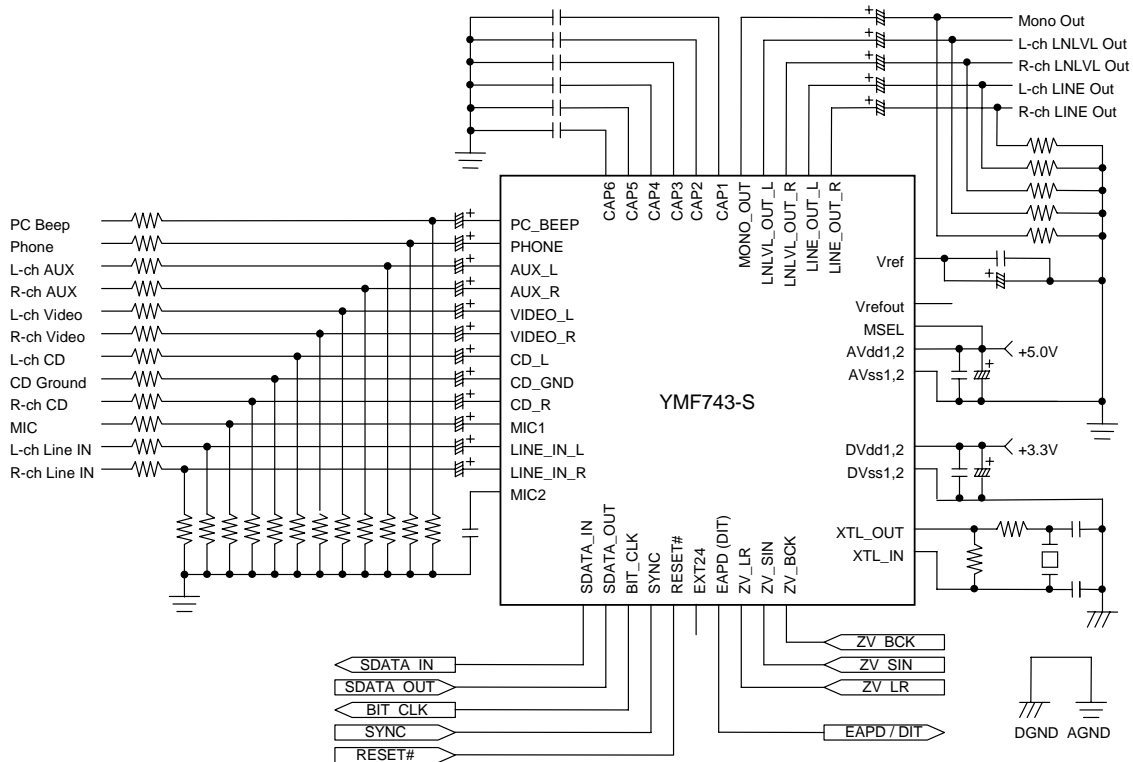 Mono Out
L-ch LNLVL Out
R-ch LNLVL Out
L-ch LINE Out
R-ch LINE Out
CAP6
CAP5
CAP4
CAP3
CAP2
CAP1
MONO_OUT
LNLVL_OUT_L
LNLVL_OUT_R
LINE_OUT_L
LINE_OUT_R
PC Beep
Phone
L-ch AUX
R-ch AUX
L-ch Video
R-ch Video
L-ch CD
CD Ground
R-ch CD
MIC
L-ch Line IN
R-ch Line IN
PC_BEEP
PHONE
AUX_L
AUX_R
VIDEO_L
VIDEO_R
CD_L
CD_GND
CD_R
MIC1
LINE_IN_L
LINE_IN_R
MIC2
YMF743-S
Vref
Vrefout
MSEL
AVdd1,2
AVss1,2
DVdd1,2
DVss1,2
XTL_OUT
XTL_IN
+5.0V
+3.3V
SDATA_IN
SDATA_OUT
BIT_CLK
SYNC
RESET#
EXT24
EAPD (DIT)
ZV_LR
ZV_SIN
ZV_BCK
SDATA_IN
SDATA_OUT
BIT_CLK
SYNC
RESET#
ZV_BCK
ZV_SIN
ZV_LR
EAPD / DIT
DGND AGND